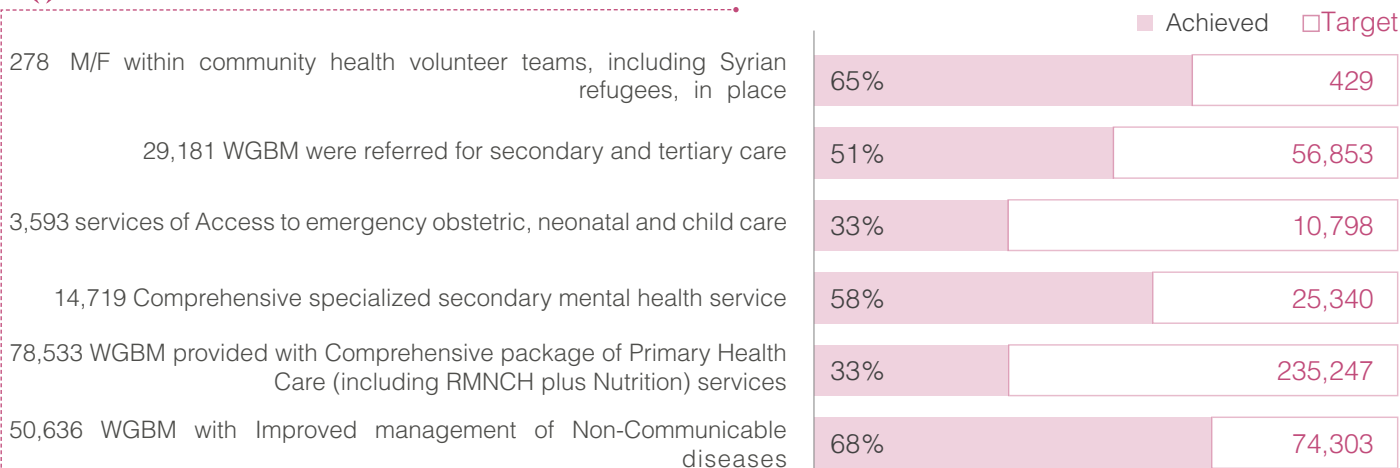 Achieved Target
278 M/F within community health volunteer teams, including Syrian
refugees, in place
65% 429
29,181 WGBM were referred for secondary and tertiary care
51% 56,853
3,593 services of Access to emergency obstetric, neonatal and child care
33% 10,798
14,719 Comprehensive specialized secondary mental health service
58% 25,340
78,533 WGBM provided with Comprehensive package of Primary Health
Care (including RMNCH plus Nutrition) services
33% 235,247
50,636 WGBM with Improved management of Non-Communicable
diseases
68% 74,303